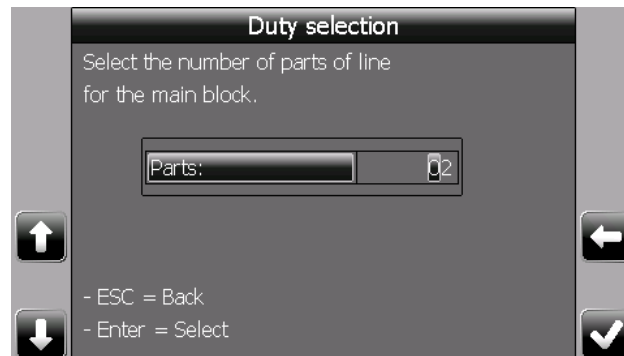 Duty selection
Select the number of parts of line
for the main block.
Parts: 02
- ESC = Back
- Enter = Select